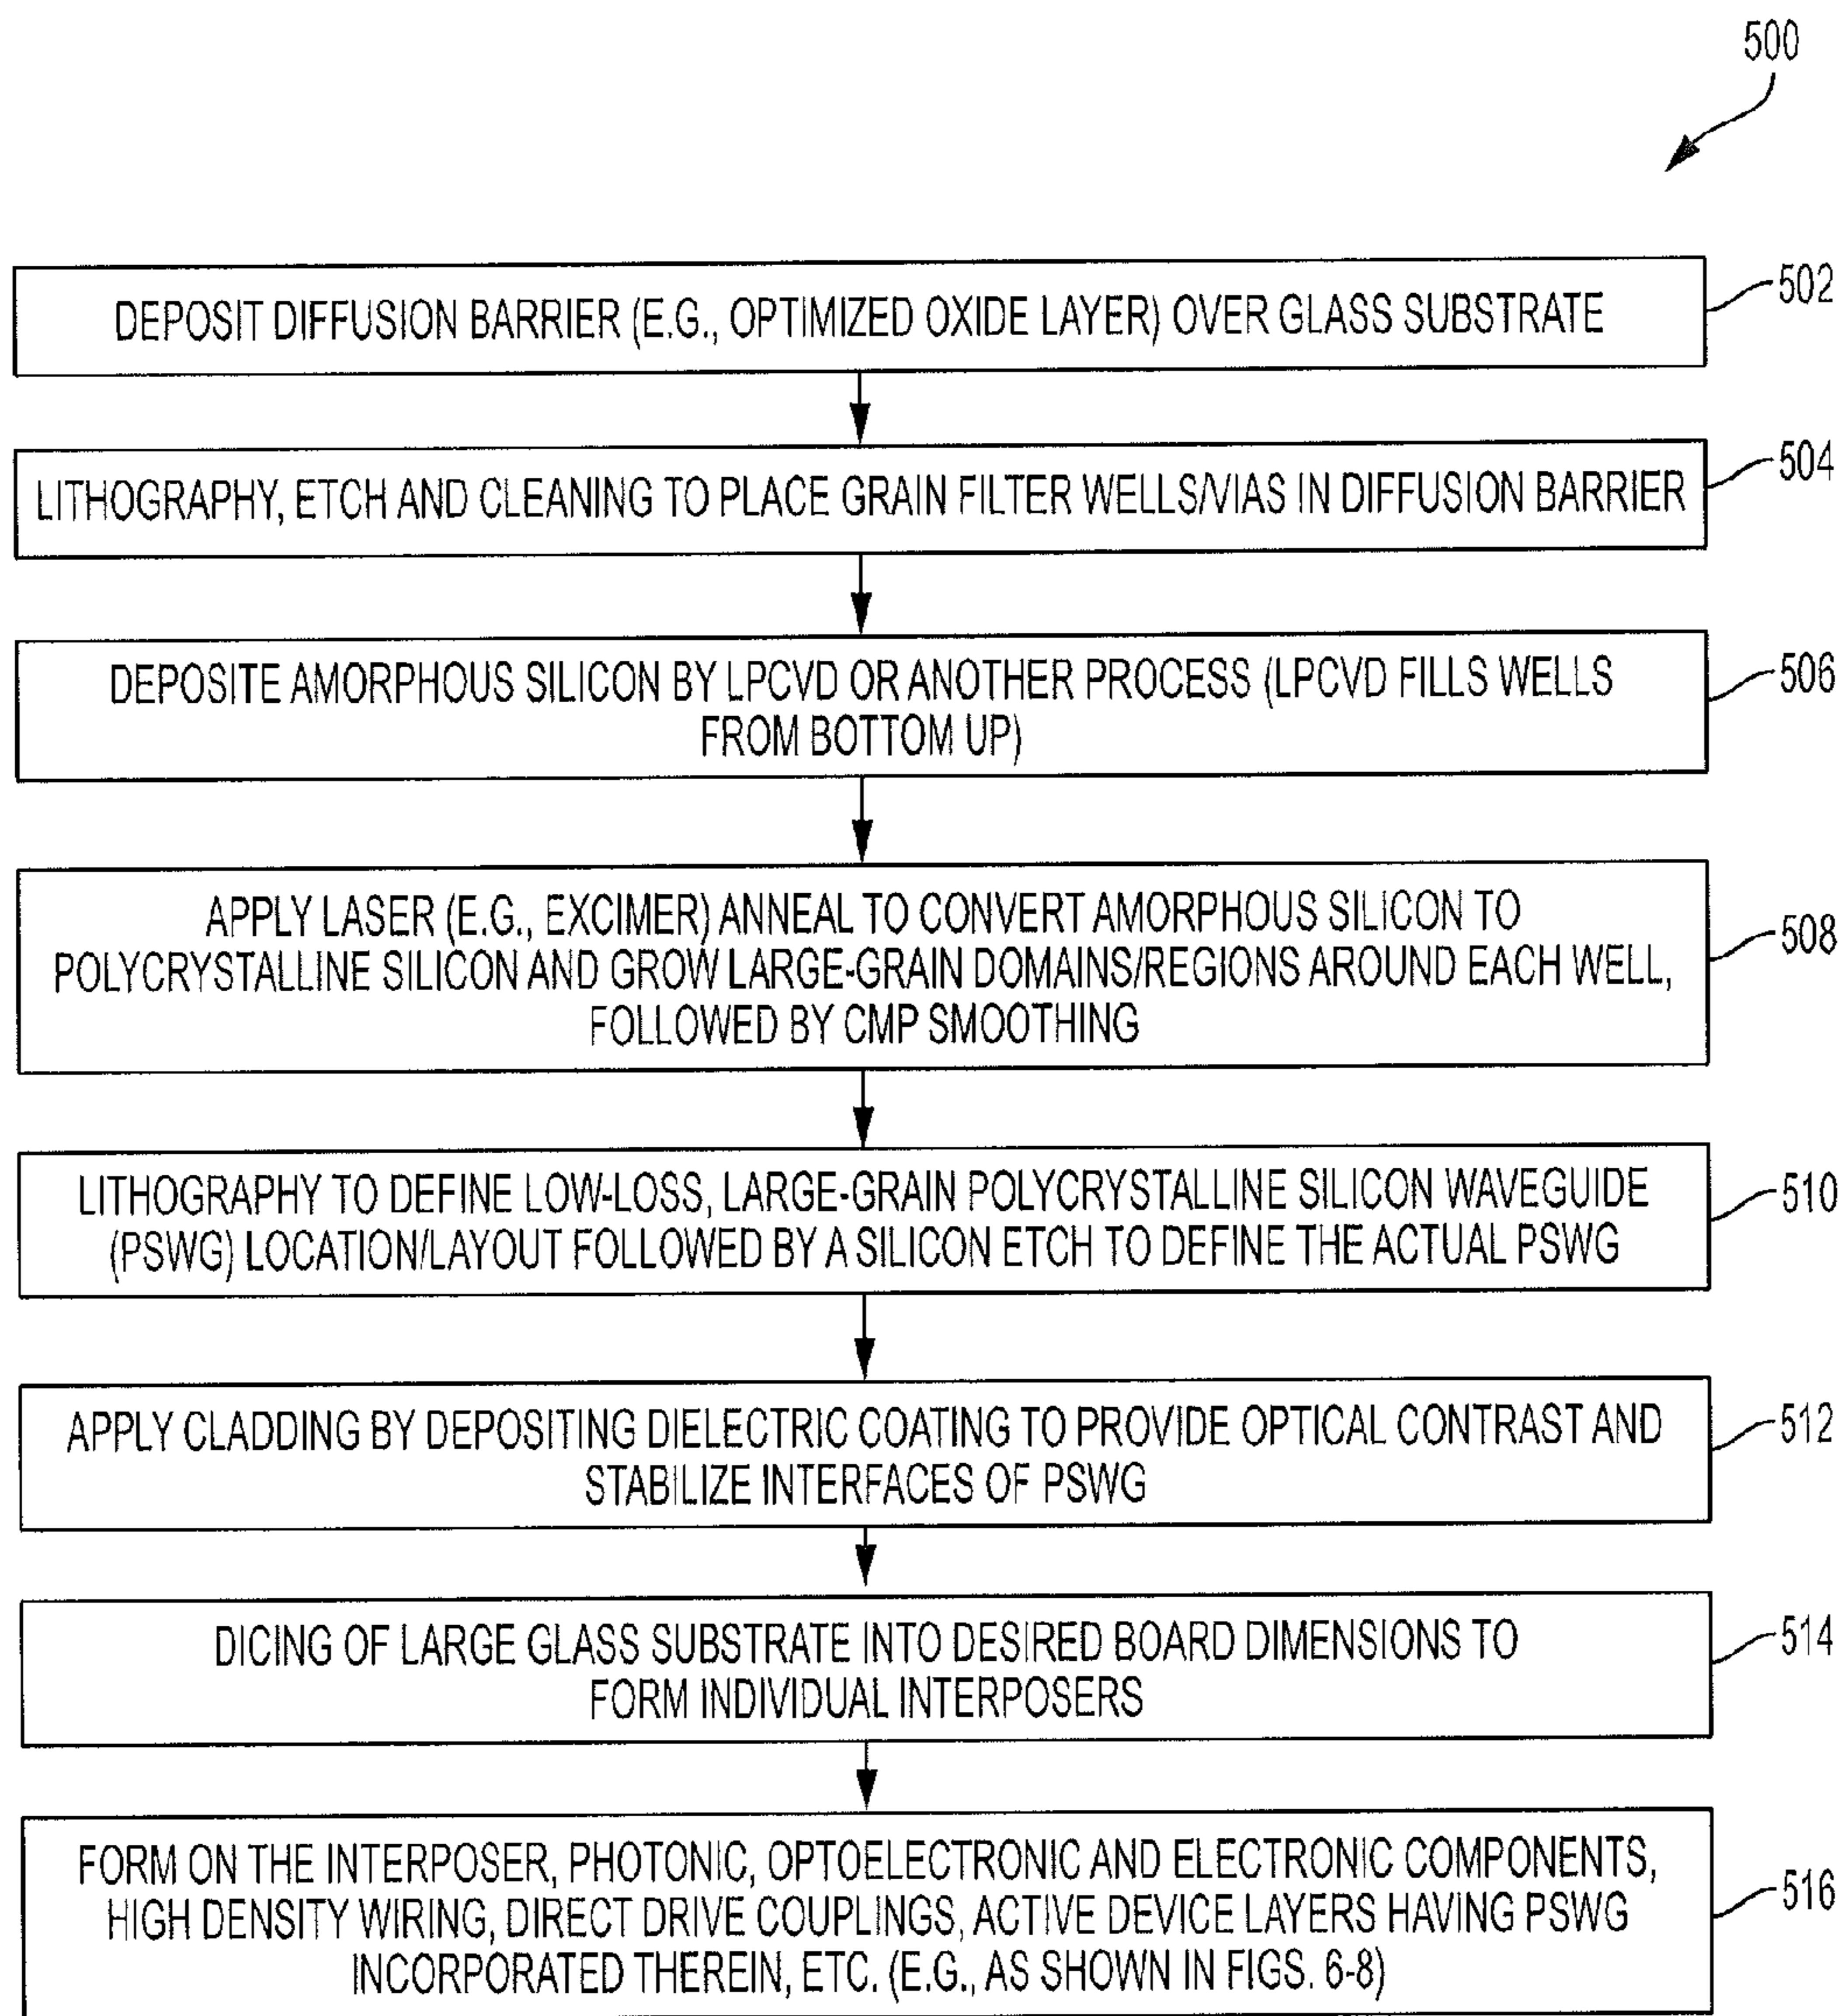 500
DEPOSIT DIFFUSION BARRIER (E.G., OPTIMIZED OXIDE LAYER) OVER GLASS SUBSTRATE
502
LITHOGRAPHY, ETCH AND CLEANING TO PLACE GRAIN FILTER WELLS/VIAS IN DIFFUSION BARRIER
504
DEPOSITE AMORPHOUS SILICON BY LPCVD OR ANOTHER PROCESS (LPCVD FILLS WELLS
FROM BOTTOM UP)
506
APPLY LASER (E.G., EXCIMER) ANNEAL TO CONVERT AMORPHOUS SILICON TO
POLYCRYSTALLINE SILICON AND GROW LARGE-GRAIN DOMAINS/REGIONS AROUND EACH WELL,
FOLLOWED BY CMP SMOOTHING
508
LITHOGRAPHY TO DEFINE LOW-LOSS, LARGE-GRAIN POLYCRYSTALLINE SILICON WAVEGUIDE
(PSWG) LOCATION/LAYOUT FOLLOWED BY A SILICON ETCH TO DEFINE THE ACTUAL PSWG
510
APPLY CLADDING BY DEPOSITING DIELECTRIC COATING TO PROVIDE OPTICAL CONTRAST AND
STABILIZE INTERFACES OF PSWG
512
DICING OF LARGE GLASS SUBSTRATE INTO DESIRED BOARD DIMENSIONS TO
FORM INDIVIDUAL INTERPOSERS
514
FORM ON THE INTERPOSER, PHOTONIC, OPTOELECTRONIC AND ELECTRONIC COMPONENTS,
HIGH DENSITY WIRING, DIRECT DRIVE COUPLINGS, ACTIVE DEVICE LAYERS HAVING PSWG
INCORPORATED THEREIN, ETC. (E.G., AS SHOWN IN FIGS. 6-8)
516